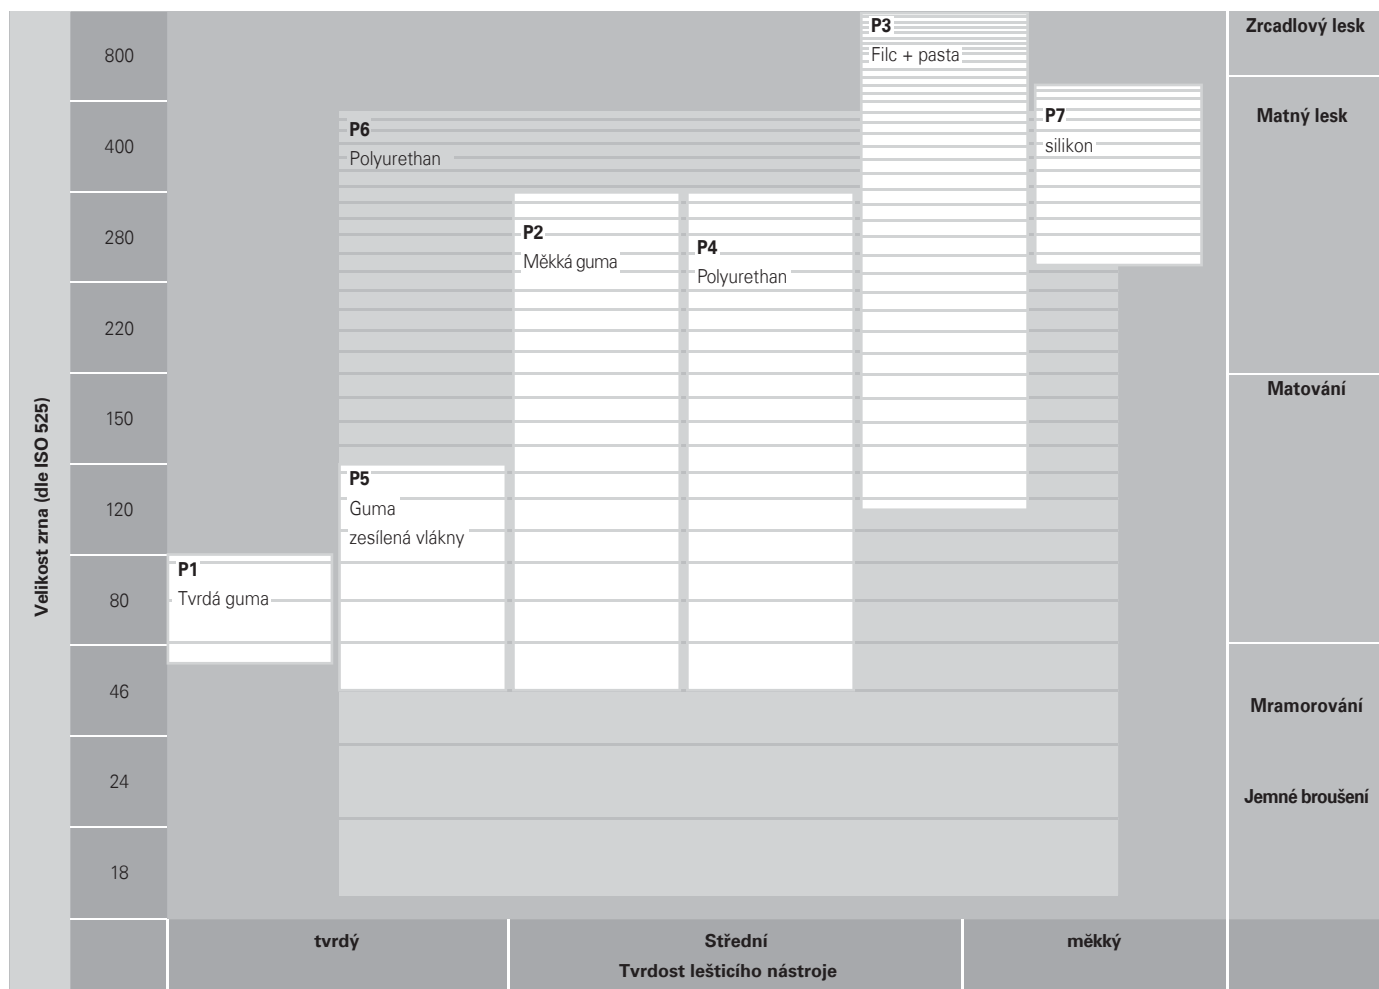 Velikost zrna (dle ISO 525)
800
400
280
220
150
120
80
46
24
18
P3
Filc + pasta
P6
Polyurethan
P7
silikon
P2
Měkká guma
P4
Polyurethan
P5
Guma
zesílená vlákny
P1
Tvrdá guma
Zrcadlový lesk
Matný lesk
Matování
Mramorování
Jemné broušení
tvrdý
Střední
měkký
Tvrdost lešticího nástroje